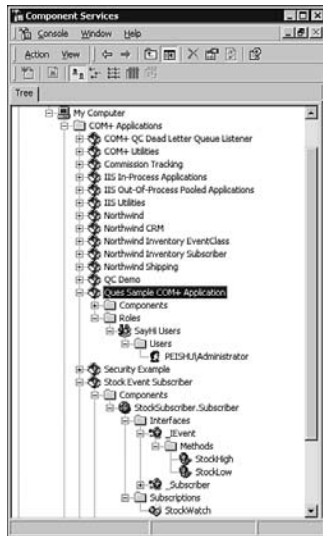 Component Services
Console Window Help
Action View
Tree
My Computer
COM+ Applications
COM+ QC Dead Letter Queue Listener
COM+ Utilities
Commission Tracking
IIS In-Process Applications
IIS Out-Of-Process Pooled Applications
IIS Utilities
Northwind
Northwind CRM
Northwind Inventory EventClass
Northwind Inventory Subscriber
Northwind Shipping
QC Demo
Ques Sample COM+ Application
Components
Roles
SayHi Users
Users
PEISHU\Administrator
Security Example
Stock Event Subscriber
Components
StockSubscriber.Subscriber
Interfaces
_IEvent
Methods
StockHigh
StockLow
_Subscriber
Subscriptions
StockWatch